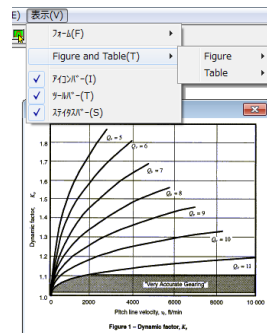 E) 表示(V)
フォーム(F)
Figure and Table(T)
Figure
Table
アイコンバー(I)
ツールバー(T)
ステイタスバー(S)
Qᵥ = 5
Qᵥ = 6
Qᵥ = 7
Qᵥ = 8
Qᵥ = 9
Qᵥ = 10
Qᵥ = 11
1.8
1.7
1.6
1.5
1.4
1.3
1.2
1.1
1.0
Dynamic factor, Kᵥ
"Very Accurate Gearing"
0 2000 4000 6000 8000 10 000
Pitch line velocity, vₜ, ft/min
Figure 1 – Dynamic factor, Kᵥ